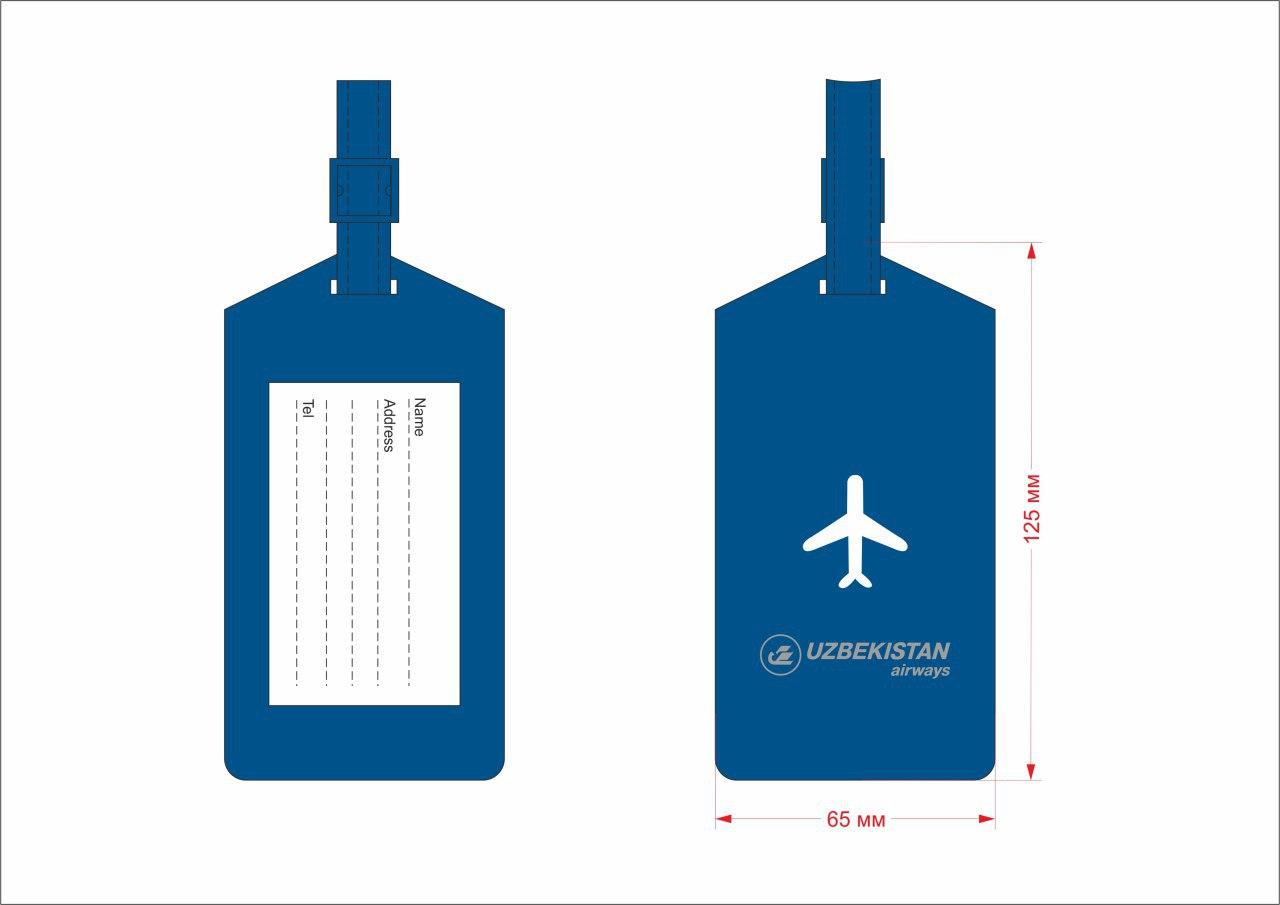 Name
Address
Tel
UZBEKISTAN
airways
125 мм
65 мм